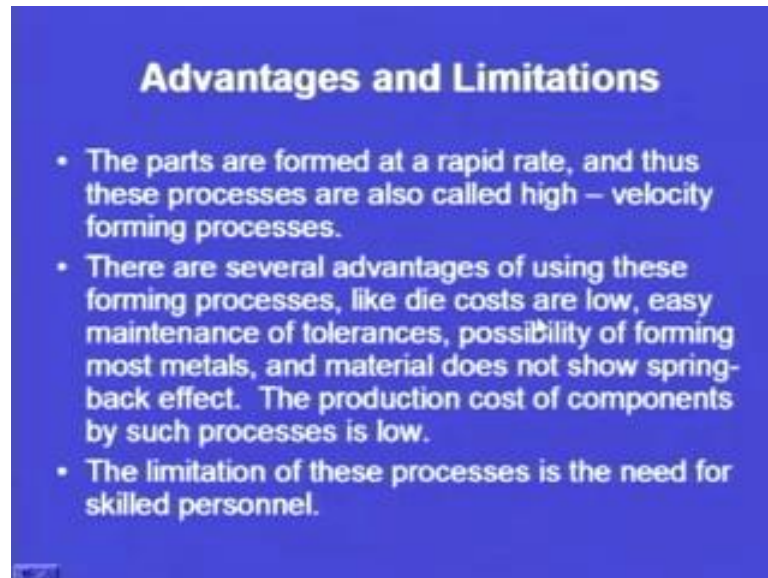 Advantages and Limitations
• The parts are formed at a rapid rate, and thus
these processes are also called high – velocity
forming processes.
• There are several advantages of using these
forming processes, like die costs are low, easy
maintenance of tolerances, possibility of forming
most metals, and material does not show spring-
back effect. The production cost of components
by such processes is low.
• The limitation of these processes is the need for
skilled personnel.